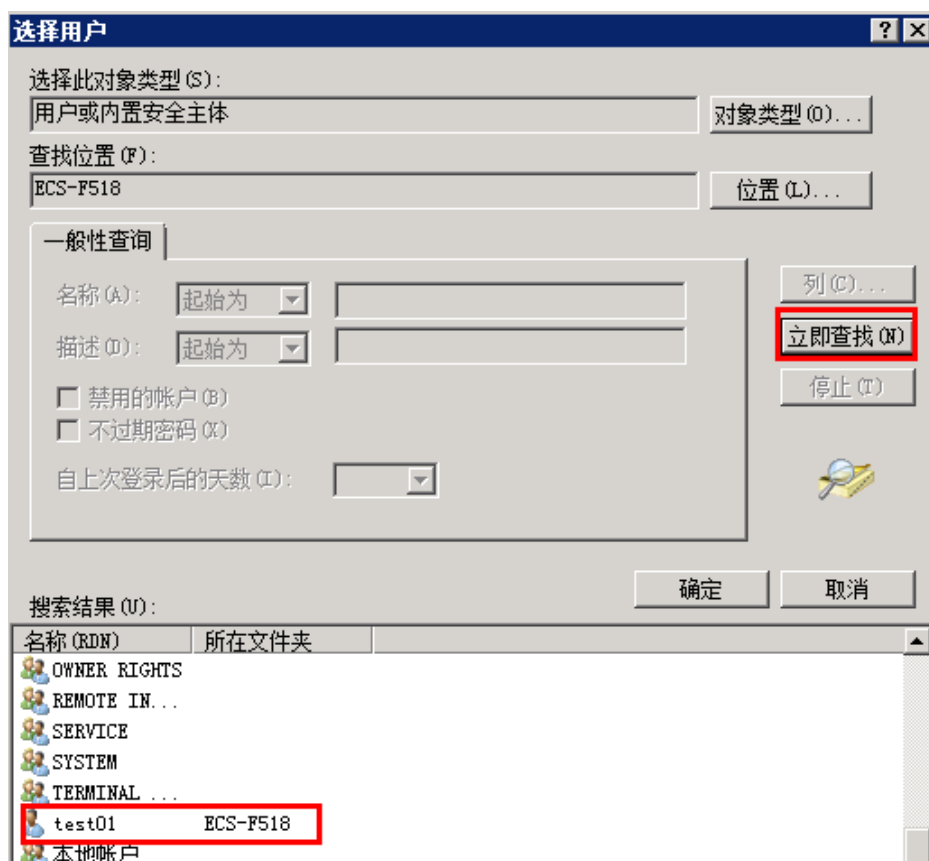 选择用户
选择此对象类型(S):
用户或内置安全主体
对象类型(O)...
查找位置(F):
ECS-F518
位置(L)...
一般性查询
名称(A): 起始为
列(C)...
描述(D): 起始为
立即查找(N)
禁用的帐户(B)
停止(T)
不过期密码(X)
自上次登录后的天数(I):
确定 取消
搜索结果(U):
名称(RDN) 所在文件夹
OWNER RIGHTS
REMOTE IN...
SERVICE
SYSTEM
TERMINAL ...
test01 ECS-F518
本地帐户